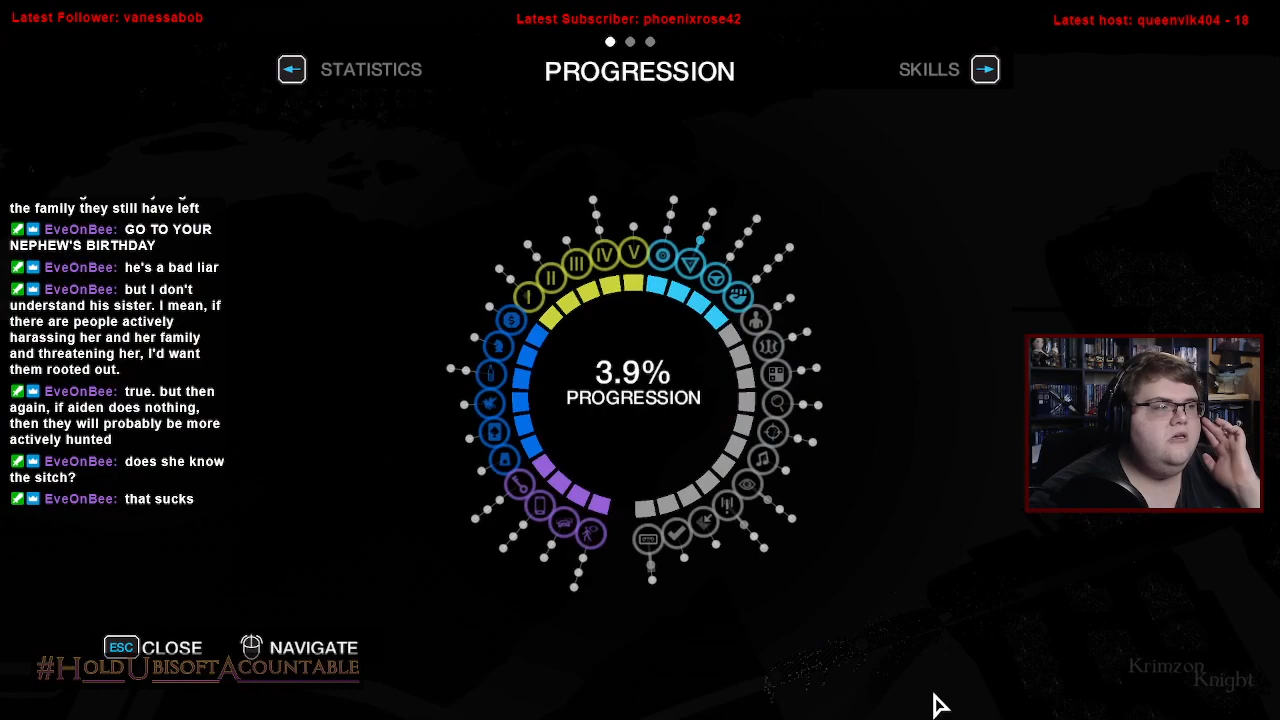 Latest Follower: vanessabob
Latest Subscriber: phoenixrose42
Latest host: queenvlk404 - 18
STATISTICS
PROGRESSION
SKILLS
the family they still have left
EveOnBee: GO TO YOUR
NEPHEW'S BIRTHDAY
EveOnBee: he's a bad liar
EveOnBee: but I don't
understand his sister. I mean, if
there are people actively
harassing her and her family
and threatening her, I'd want
them rooted out.
EveOnBee: true. but then
again, if aiden does nothing,
then they will probably be more
actively hunted
EveOnBee: does she know
the sitch?
EveOnBee: that sucks
I
II
III
IV
V
3.9%
PROGRESSION
ESC CLOSE
NAVIGATE
#HoldUbisoftAcountable
Krimzon
Knight